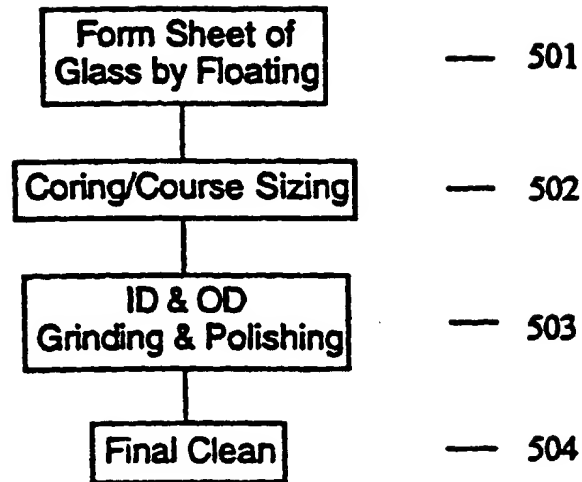 Form Sheet of
Glass by Floating — 501
Coring/Course Sizing — 502
ID & OD
Grinding & Polishing — 503
Final Clean — 504